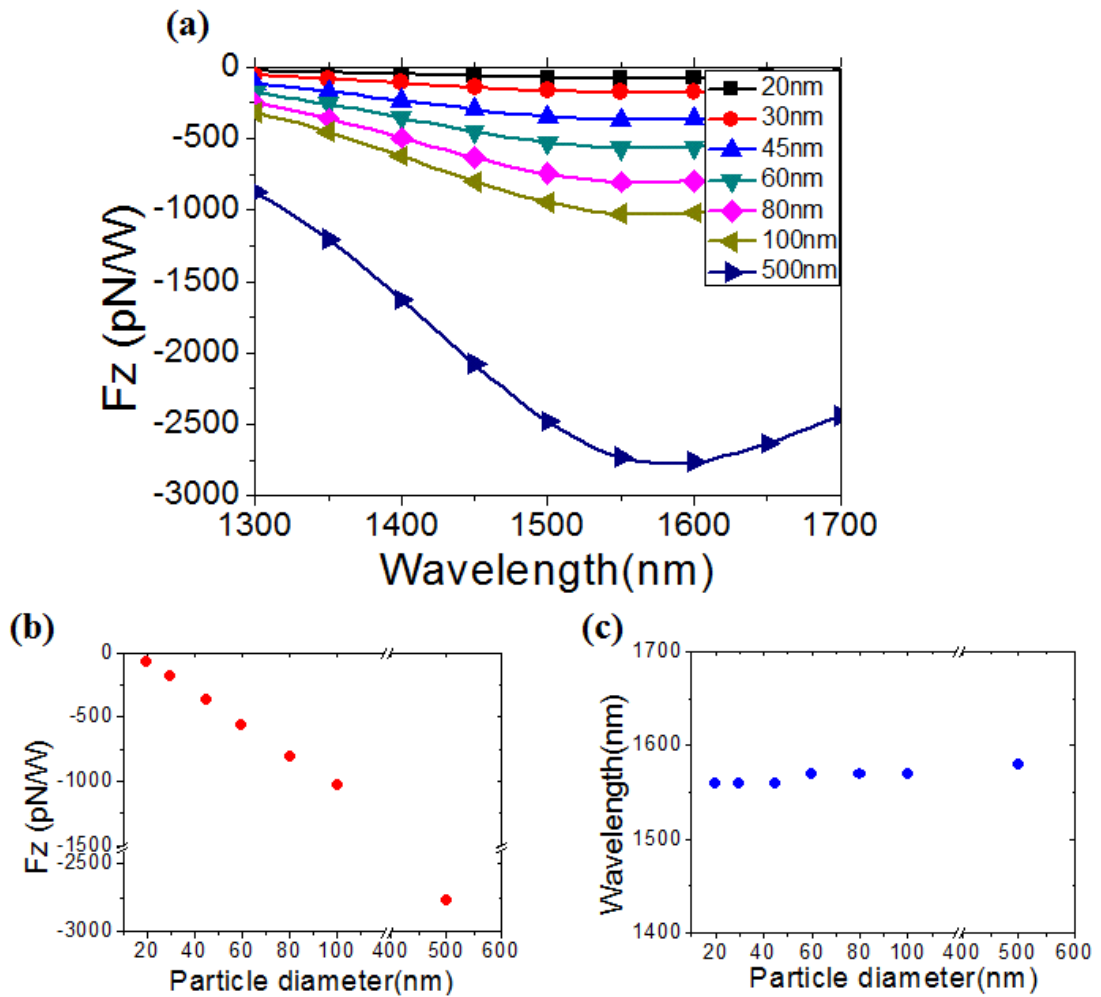 (a)
0
-500
-1000
-1500
-2000
-2500
-3000
Fz (pN/W)
1300 1400 1500 1600 1700
Wavelength(nm)
20nm
30nm
45nm
60nm
80nm
100nm
500nm
(b)
0
-500
-1000
-1500
-2500
-3000
Fz (pN/W)
20 40 60 80 100 400 500 600
Particle diameter(nm)
(c)
1700
1600
1500
1400
Wavelength(nm)
20 40 60 80 100 400 500 600
Particle diameter(nm)